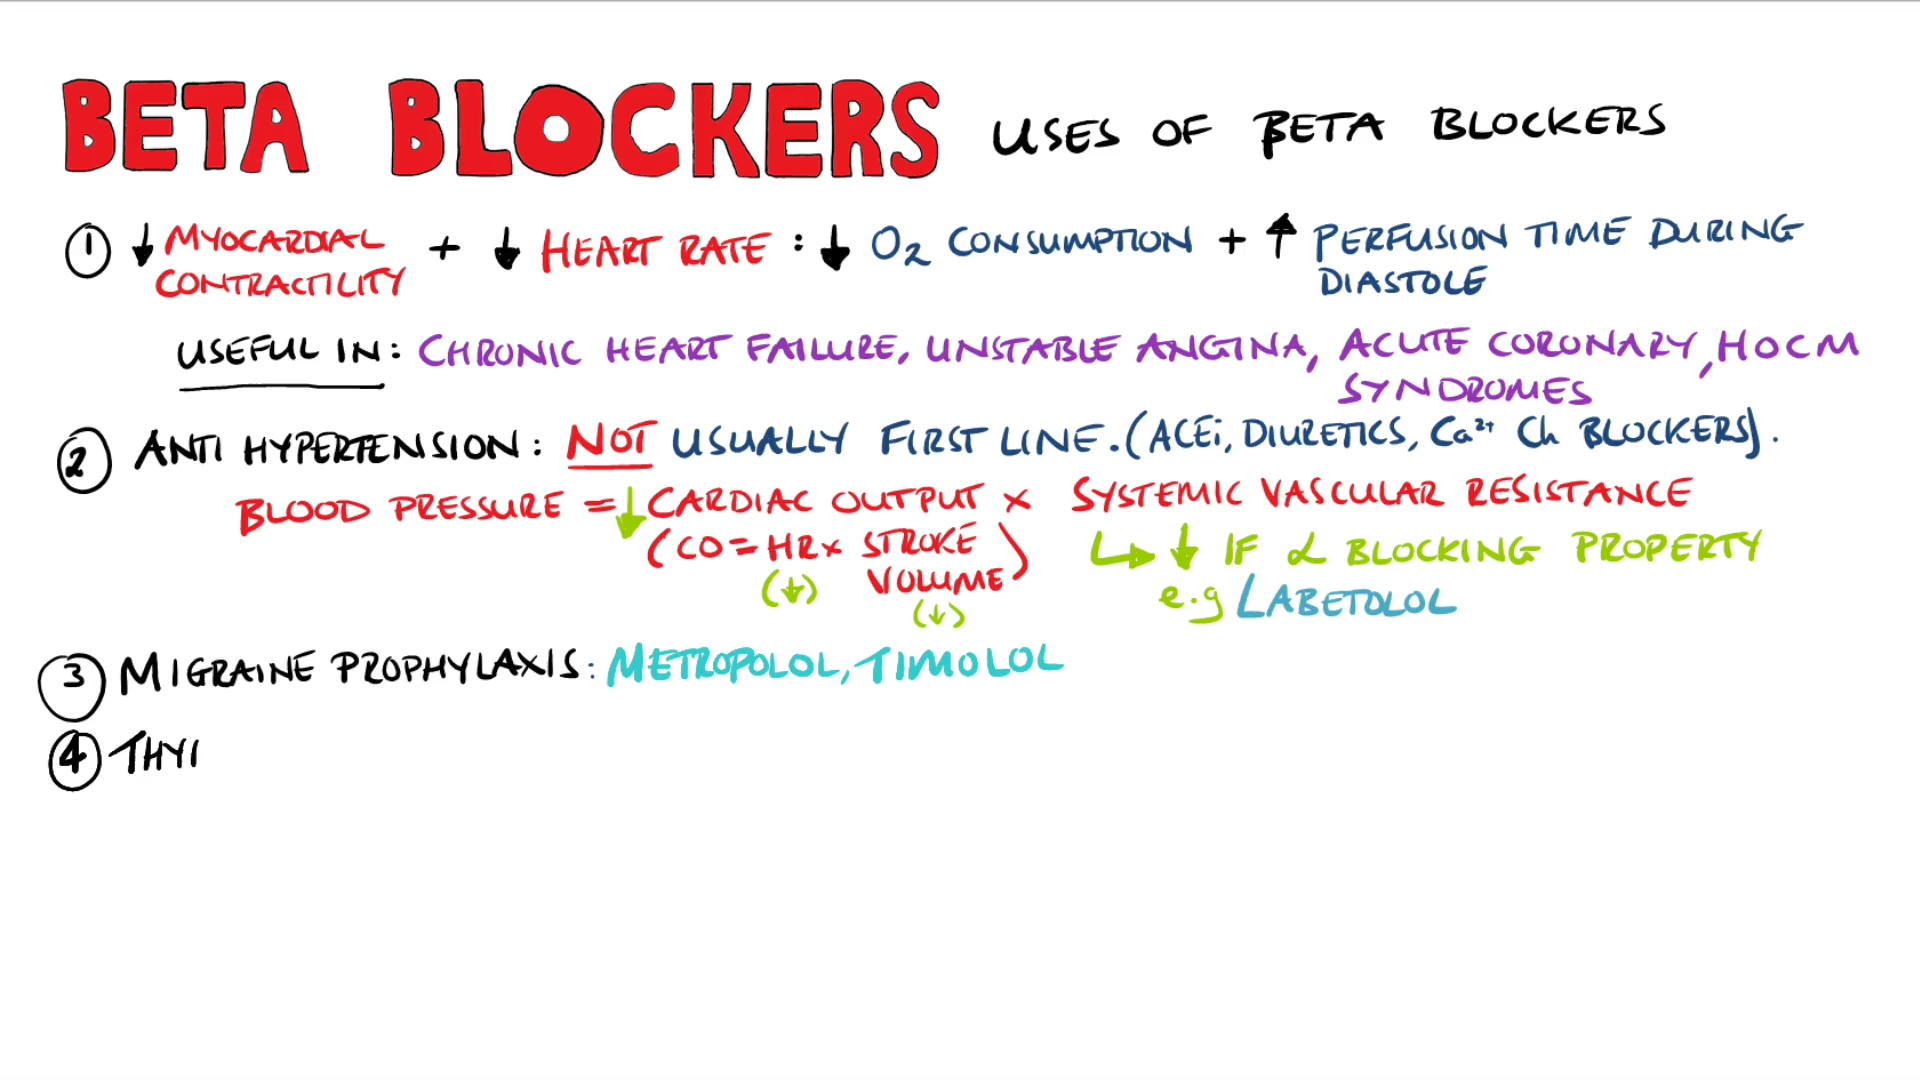 BETA BLOCKERS USES OF BETA BLOCKERS
① ↓ MYOCARDIAL CONTRACTILITY + ↓ HEART RATE : ↓ O2 CONSUMPTION + ↑ PERFUSION TIME DURING DIASTOLE
USEFUL IN: CHRONIC HEART FAILURE, UNSTABLE ANGINA, ACUTE CORONARY SYNDROMES, HOCM
② ANTI HYPERTENSION: NOT USUALLY FIRST LINE. (ACEi, DIURETICS, Ca²⁺ Ch BLOCKERS).
BLOOD PRESSURE = ↓ CARDIAC OUTPUT x SYSTEMIC VASCULAR RESISTANCE
(CO = HR x STROKE VOLUME) ↳ ↓ IF α BLOCKING PROPERTY
(↓) (↓) e.g LABETOLOL
③ MIGRAINE PROPHYLAXIS: METROPOLOL, TIMOLOL
④ THYI